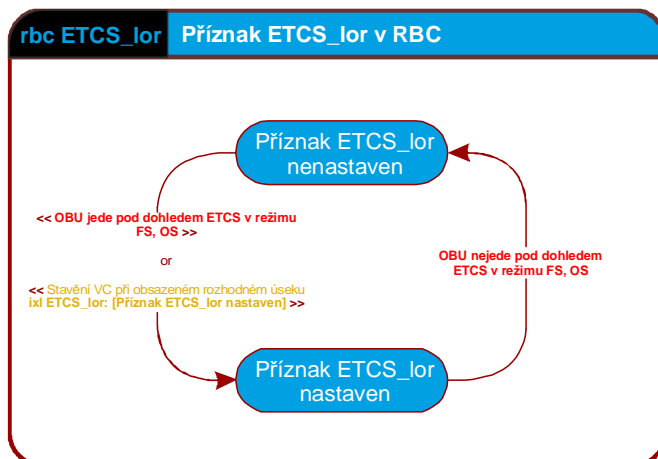 rbc ETCS_lor Příznak ETCS_lor v RBC
Příznak ETCS_lor
nenastaven
<< OBU jede pod dohledem ETCS v režimu
FS, OS >>
or
<< Stavění VC při obsazeném rozhodném úseku
ixl ETCS_lor: [Příznak ETCS_lor nastaven] >>
OBU nejede pod dohledem
ETCS v režimu FS, OS
Příznak ETCS_lor
nastaven